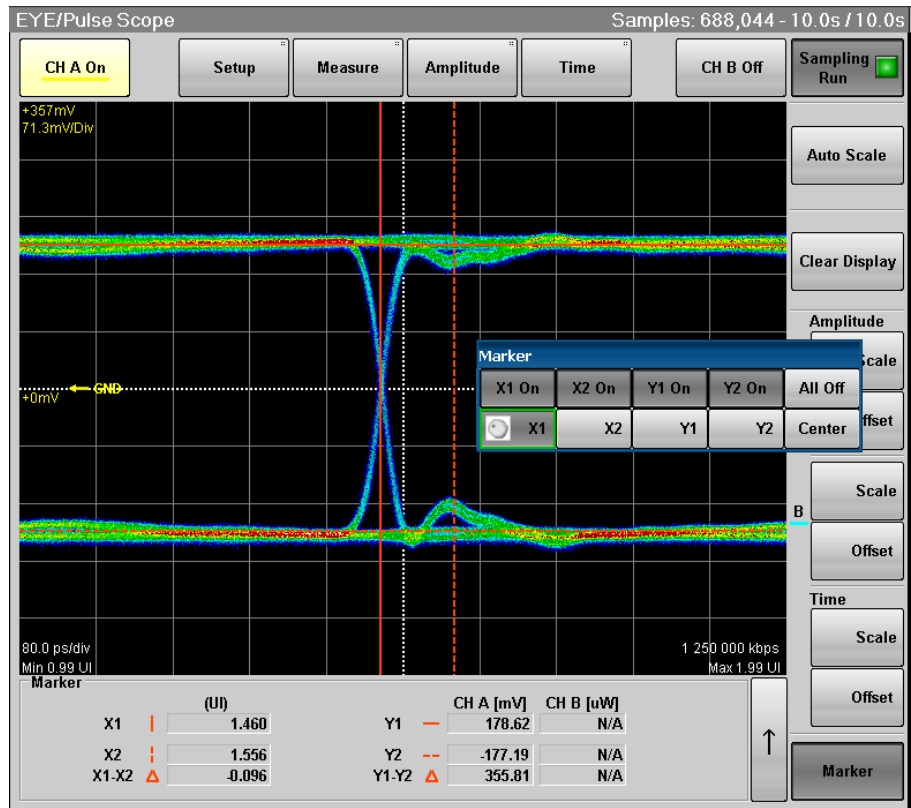 EYE/Pulse Scope
Samples: 688,044 - 10.0s / 10.0s
CH A On
Setup
Measure
Amplitude
Time
CH B Off
Sampling Run
+357mV
71.3mV/Div
Auto Scale
Clear Display
Amplitude
cale
Marker
X1 On
X2 On
Y1 On
Y2 On
All Off
+0mV
GND
X1
X2
Y1
Y2
Center
ffset
Scale
B
Offset
Time
Scale
80.0 ps/div
1 250 000 kbps
Min 0.99 UI
Max 1.99 UI
Offset
Marker
(UI)
CH A [mV]
CH B [uW]
X1
1.460
Y1
178.62
N/A
X2
1.556
Y2
-177.19
N/A
X1-X2
-0.096
Y1-Y2
355.81
N/A
↑
Marker